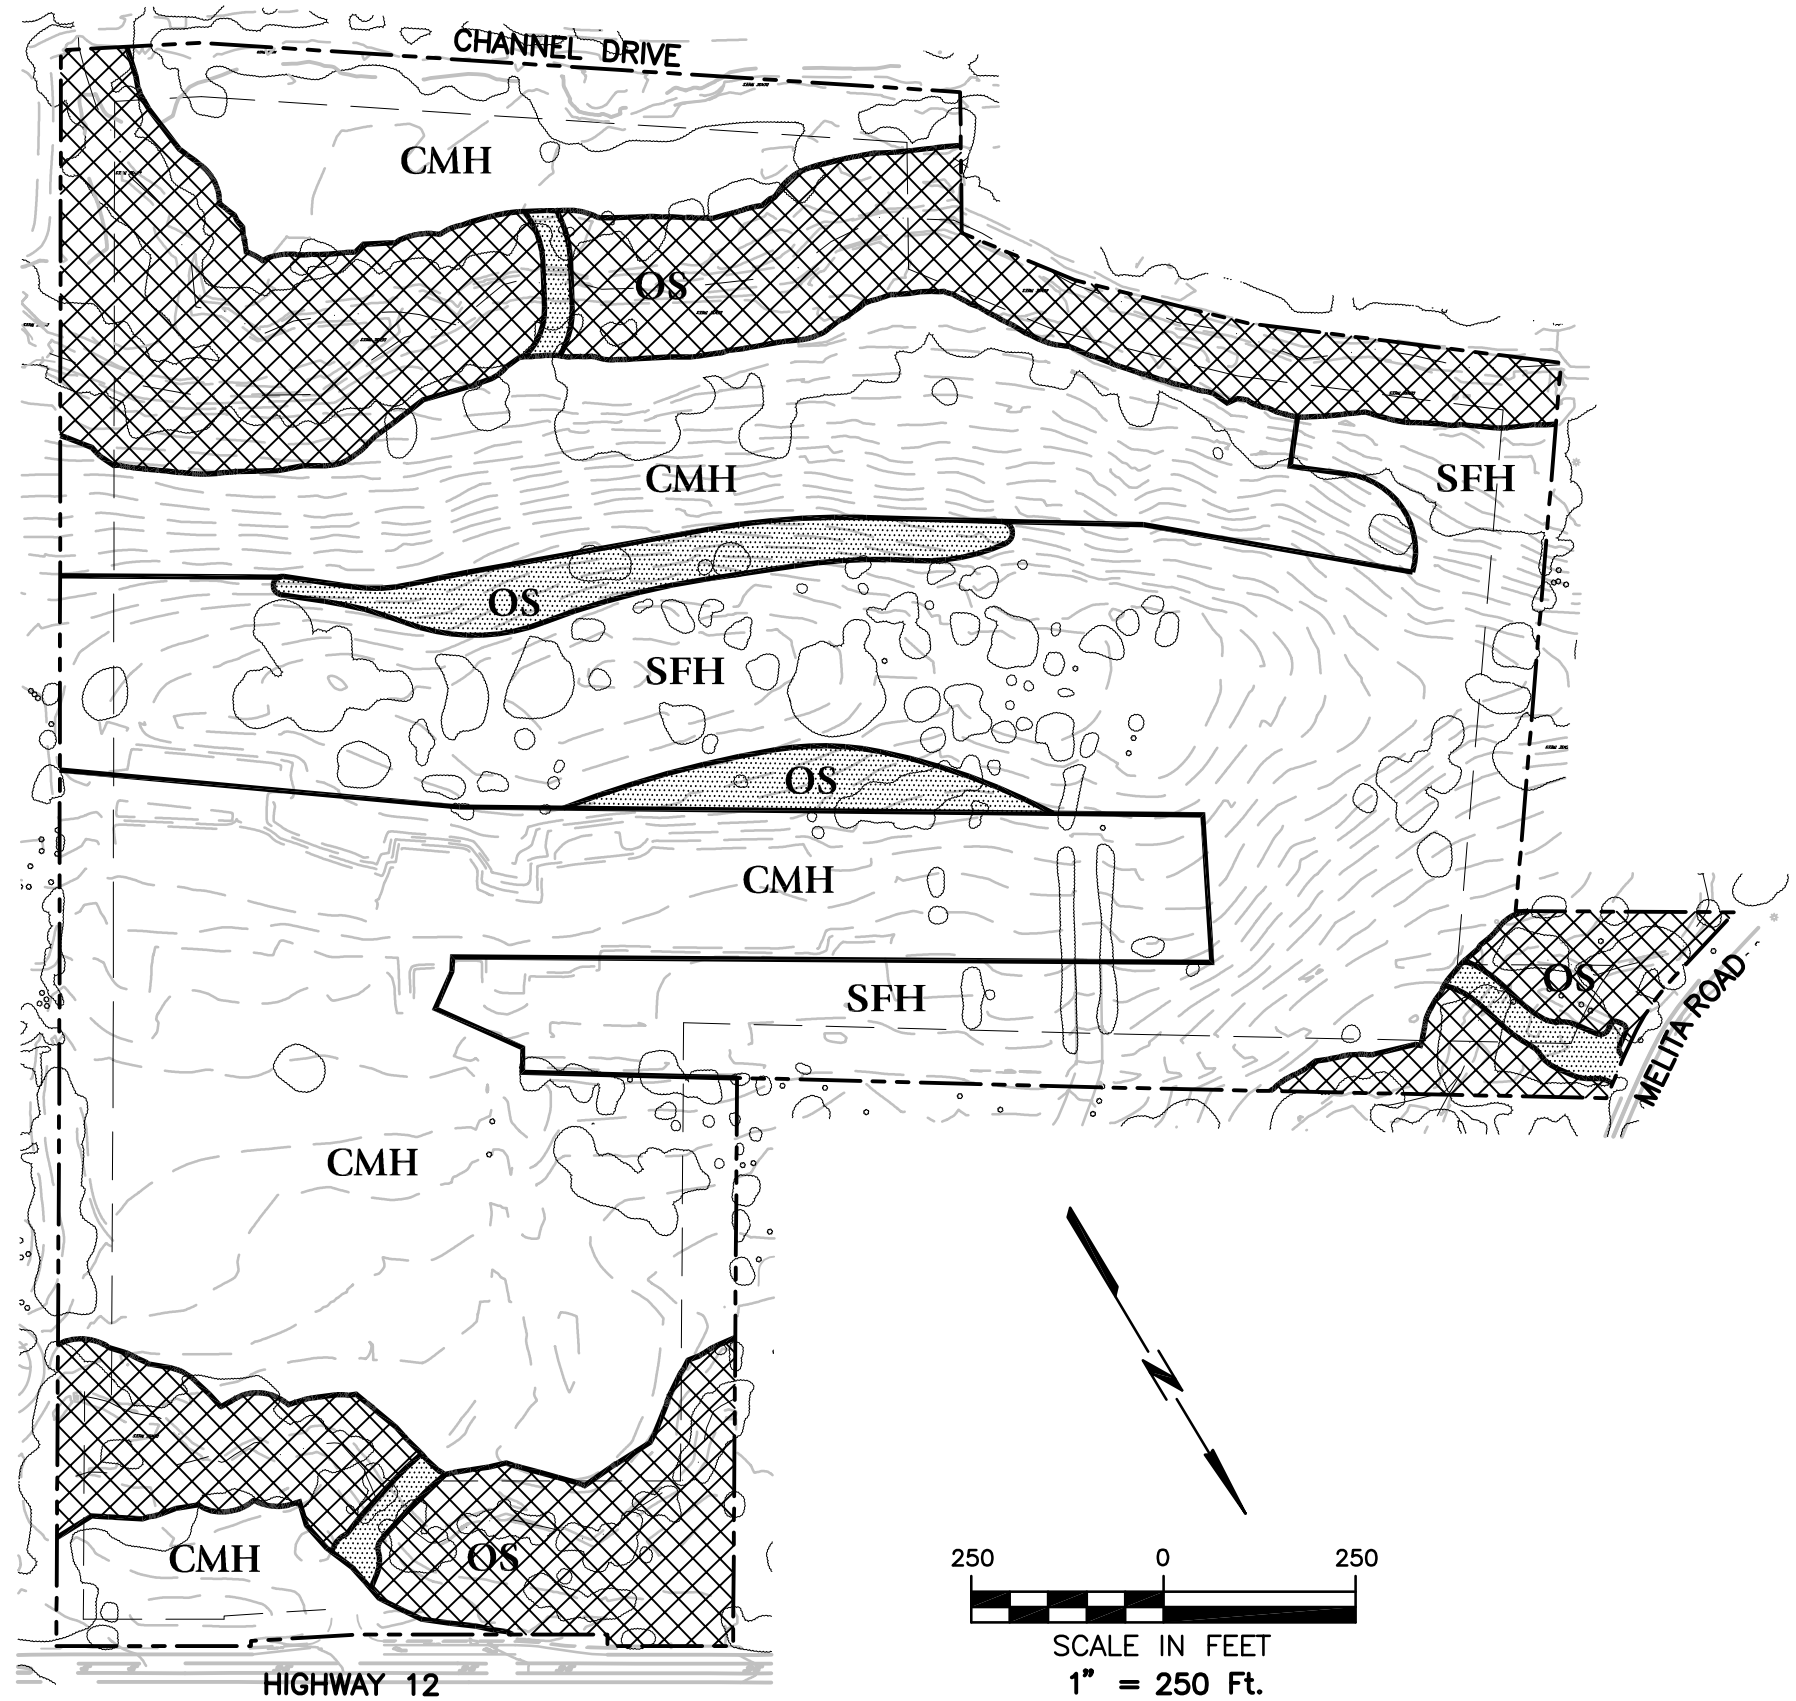 CHANNEL DRIVE
CMH
OS
CMH
SFH
OS
SFH
OS
CMH
OS
SFH
MELITA ROAD
CMH
CMH
OS
250 0 250
SCALE IN FEET
1” = 250 Ft.
HIGHWAY 12